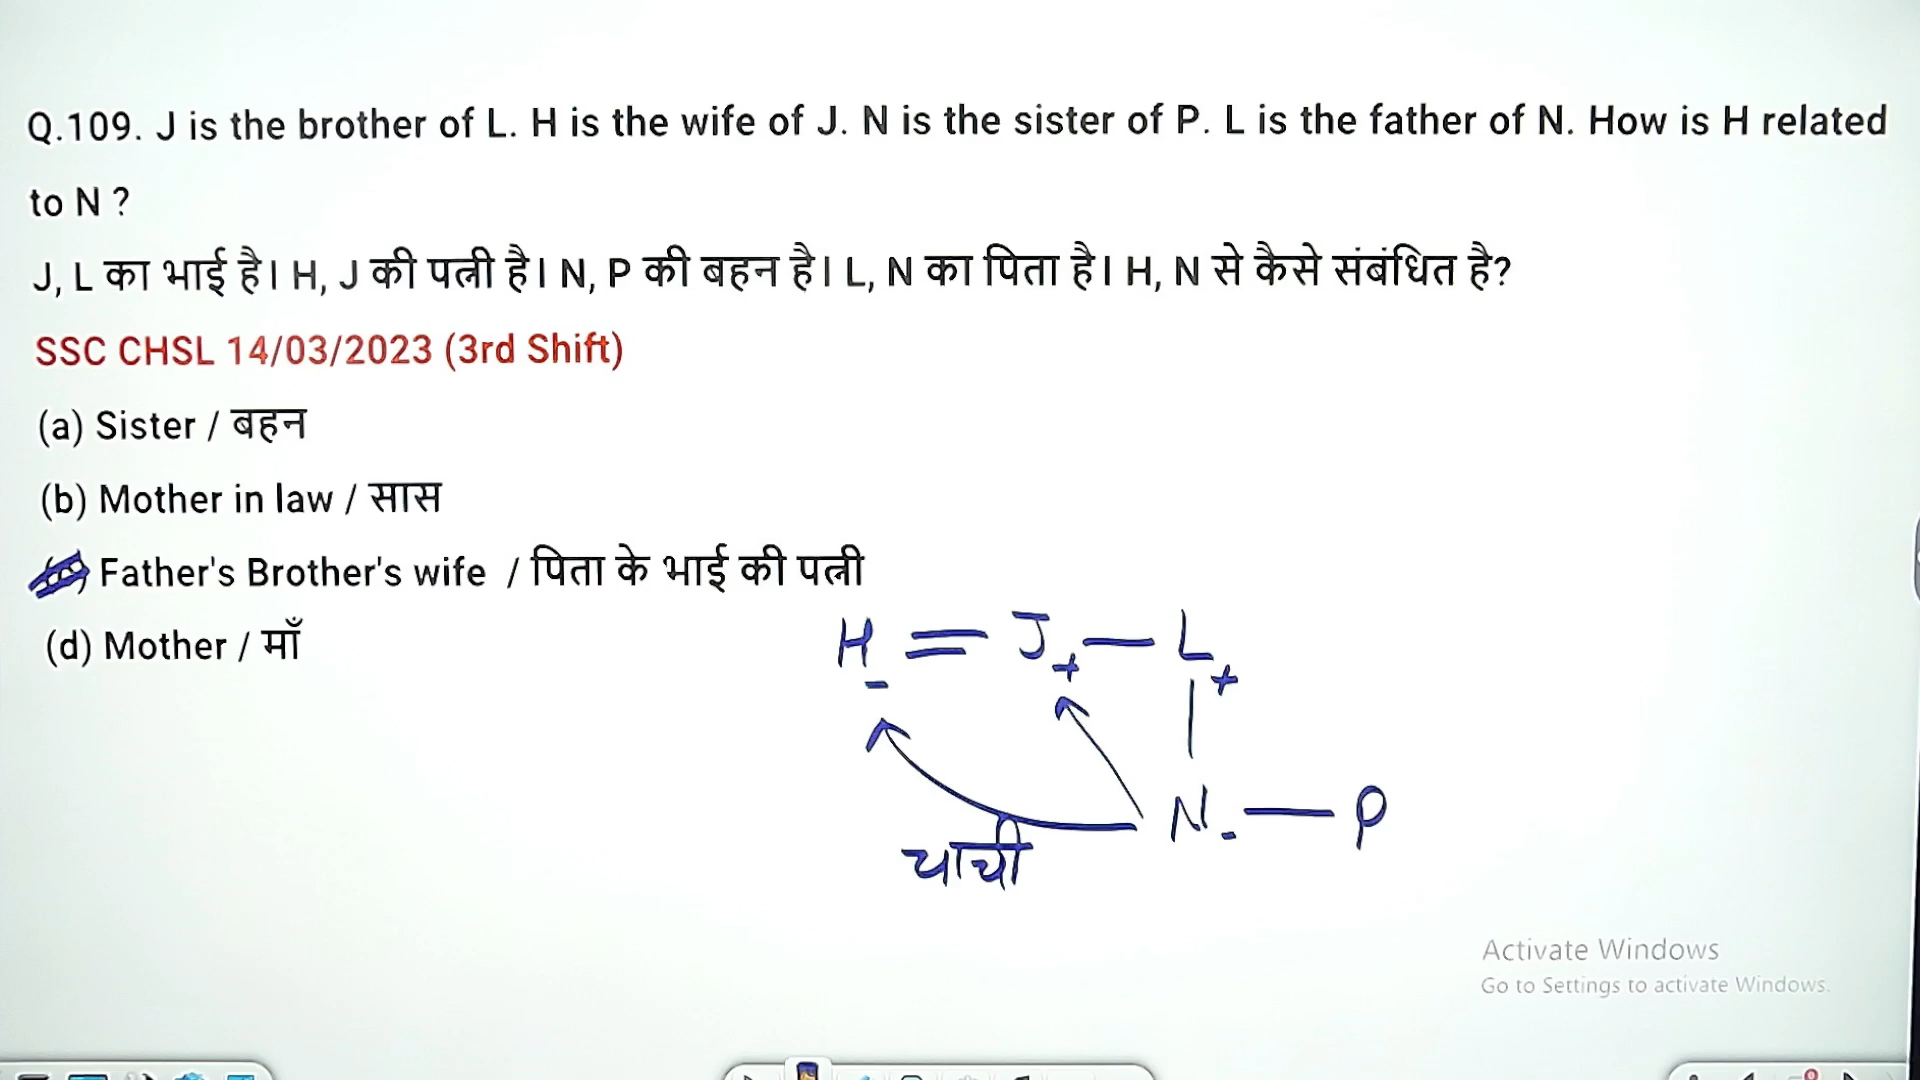 Q.109. J is the brother of L. H is the wife of J. N is the sister of P. L is the father of N. How is H related
to N ?
J, L का भाई है। H, J की पत्नी है। N, P की बहन है। L, N का पिता है। H, N से कैसे संबंधित है?
SSC CHSL 14/03/2023 (3rd Shift)
(a) Sister / बहन
(b) Mother in law / सास
Father's Brother's wife / पिता के भाई की पत्नी
(d) Mother / माँ
H - = J + — L +
N - — P
चाची
Activate Windows
Go to Settings to activate Windows.